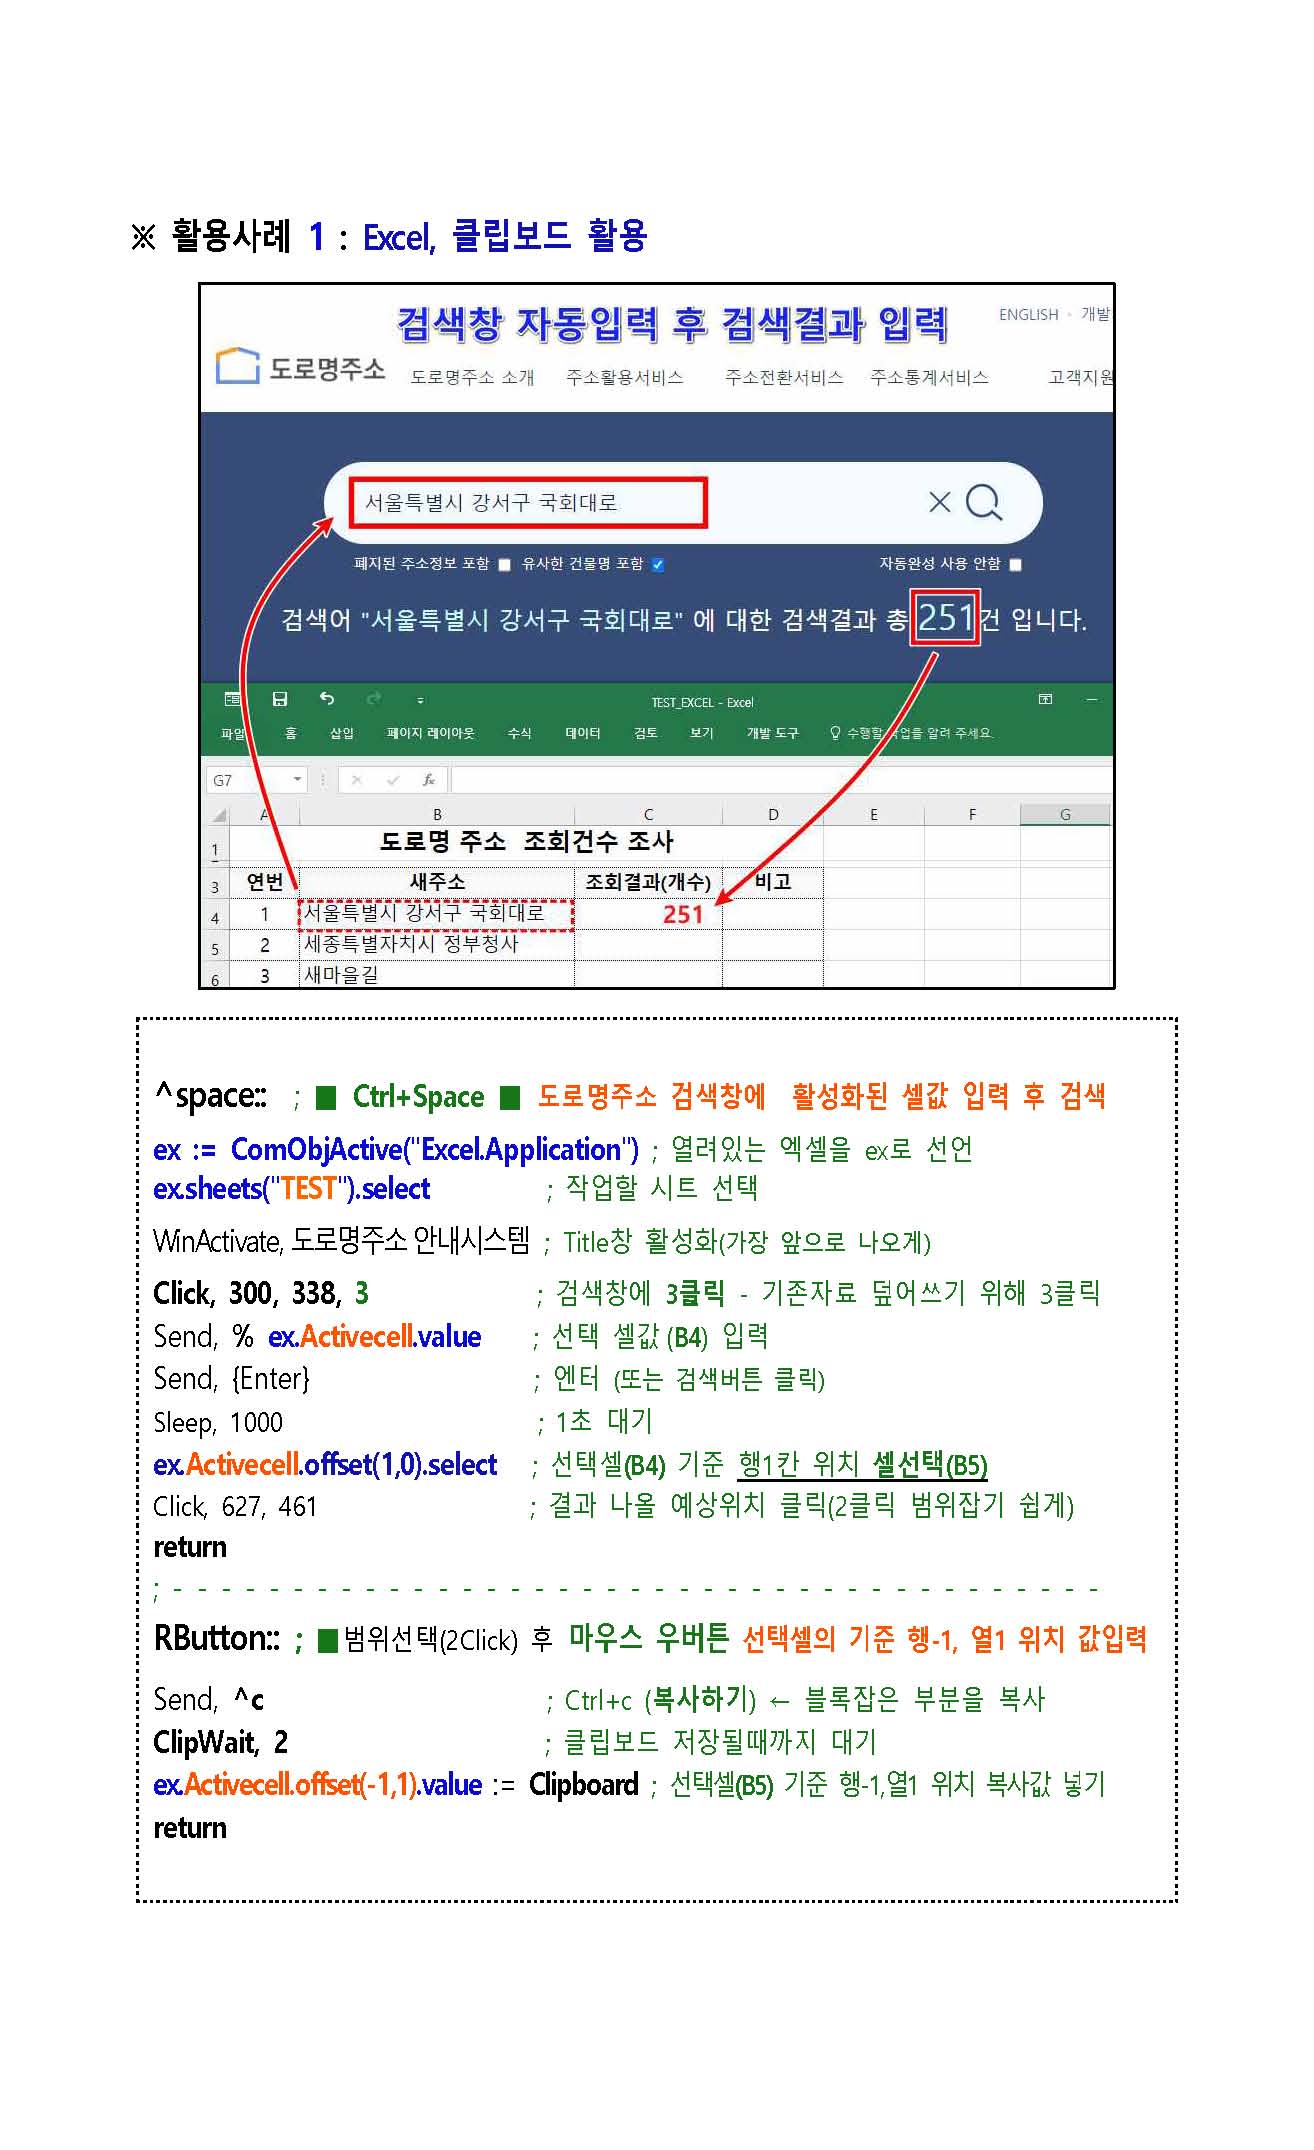 ※ 활용사례 1 : Excel, 클립보드 활용
검색창 자동입력 후 검색결과 입력
ENGLISH · 개발
도로명주소
도로명주소 소개 주소활용서비스 주소전환서비스 주소통계서비스 고객지원
서울특별시 강서구 국회대로
폐지된 주소정보 포함 유사한 건물명 포함 자동완성 사용 안함
검색어 "서울특별시 강서구 국회대로" 에 대한 검색결과 총 251건 입니다.
TEST_EXCEL - Excel
파일 홈 삽입 페이지 레이아웃 수식 데이터 검토 보기 개발 도구 수행할 작업을 알려 주세요.
G7 fx
A B C D E F G
1 도로명 주소 조회건수 조사
3 연번 새주소 조회결과(개수) 비고
4 1 서울특별시 강서구 국회대로 251
5 2 세종특별자치시 정부청사
6 3 새마을길
^space:: ; ■ Ctrl+Space ■ 도로명주소 검색창에 활성화된 셀값 입력 후 검색
ex := ComObjActive("Excel.Application") ; 열려있는 엑셀을 ex로 선언
ex.sheets("TEST").select ; 작업할 시트 선택
WinActivate, 도로명주소 안내시스템 ; Title창 활성화(가장 앞으로 나오게)
Click, 300, 338, 3 ; 검색창에 3클릭 - 기존자료 덮어쓰기 위해 3클릭
Send, % ex.Activecell.value ; 선택 셀값 (B4) 입력
Send, {Enter} ; 엔터 (또는 검색버튼 클릭)
Sleep, 1000 ; 1초 대기
ex.Activecell.offset(1,0).select ; 선택셀(B4) 기준 행1칸 위치 셀선택(B5)
Click, 627, 461 ; 결과 나올 예상위치 클릭(2클릭 범위잡기 쉽게)
return
; - - - - - - - - - - - - - - - - - - - - - - - - - - - - - - - - - - - - - - -
RButton:: ; ■범위선택(2Click) 후 마우스 우버튼 선택셀의 기준 행-1, 열1 위치 값입력
Send, ^c ; Ctrl+c (복사하기) ← 블록잡은 부분을 복사
ClipWait, 2 ; 클립보드 저장될때까지 대기
ex.Activecell.offset(-1,1).value := Clipboard ; 선택셀(B5) 기준 행-1,열1 위치 복사값 넣기
return